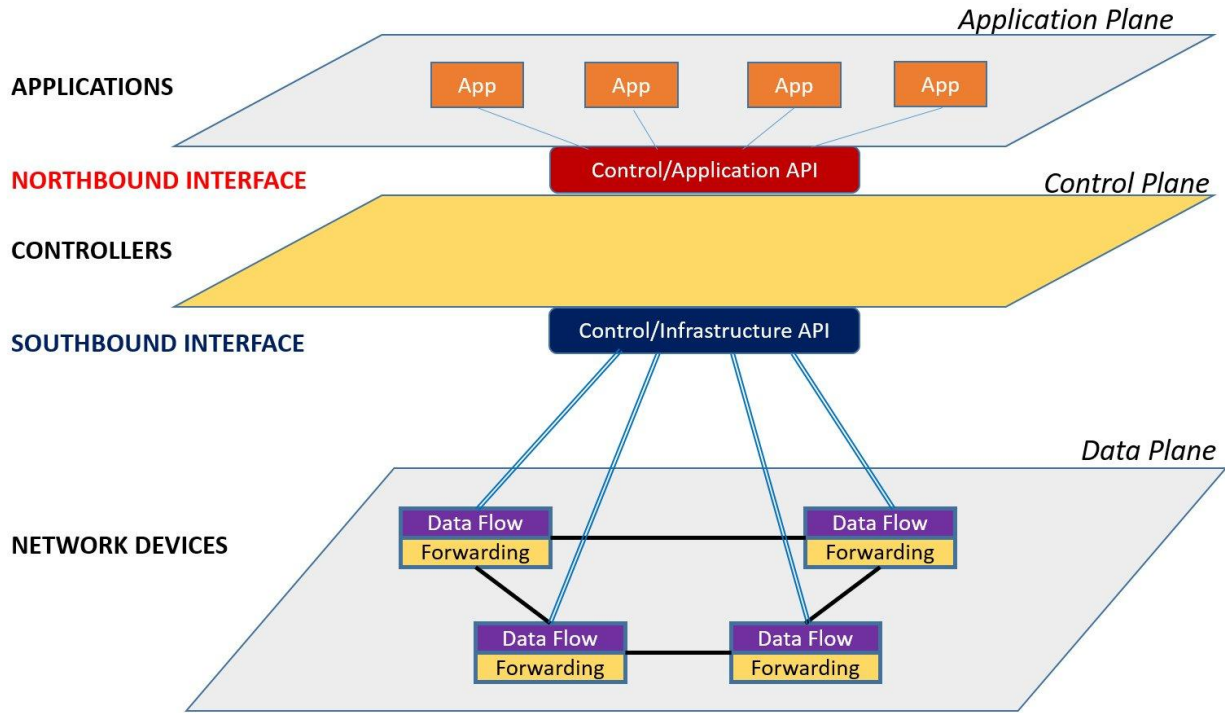 Application Plane
APPLICATIONS
App
App
App
App
NORTHBOUND INTERFACE
Control/Application API
Control Plane
CONTROLLERS
SOUTHBOUND INTERFACE
Control/Infrastructure API
Data Plane
NETWORK DEVICES
Data Flow
Forwarding
Data Flow
Forwarding
Data Flow
Forwarding
Data Flow
Forwarding